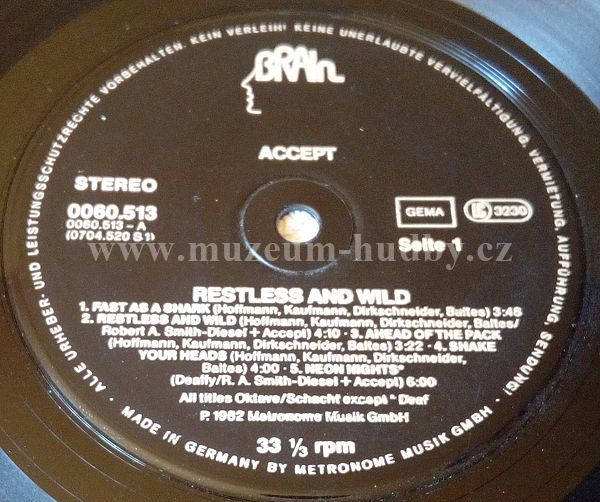 BRAIN
ACCEPT
STEREO
0060.513
0060.513 - A
(0704.520 S 1)
GEMA
LC 3230
Seite 1
RESTLESS AND WILD
1. FAST AS A SHARK (Hoffmann, Kaufmann, Dirkschneider, Baltes) 3:48
2. RESTLESS AND WILD (Hoffmann, Kaufmann, Dirkschneider, Baltes/
Robert A. Smith-Diesel + Accept) 4:10 · 3. AHEAD OF THE PACK
(Hoffmann, Kaufmann, Dirkschneider, Baltes) 3:22 · 4. SHAKE
YOUR HEADS (Hoffmann, Kaufmann, Dirkschneider,
Baltes) 4:00 · 5. NEON NIGHTS*
(Deaffy/R. A. Smith-Diesel + Accept) 6:00
All titles Oktave/Schacht except * Deaf
P. 1982 Metronome Musik GmbH
33 1/3 rpm
· ALLE URHEBER- UND LEISTUNGSSCHUTZRECHTE VORBEHALTEN. KEIN VERLEIH! KEINE UNERLAUBTE VERVIELFÄLTIGUNG, VERMIETUNG, AUFFÜHRUNG, SENDUNG!
· MADE IN GERMANY BY METRONOME MUSIK GMBH ·
www.muzeum-hudby.cz